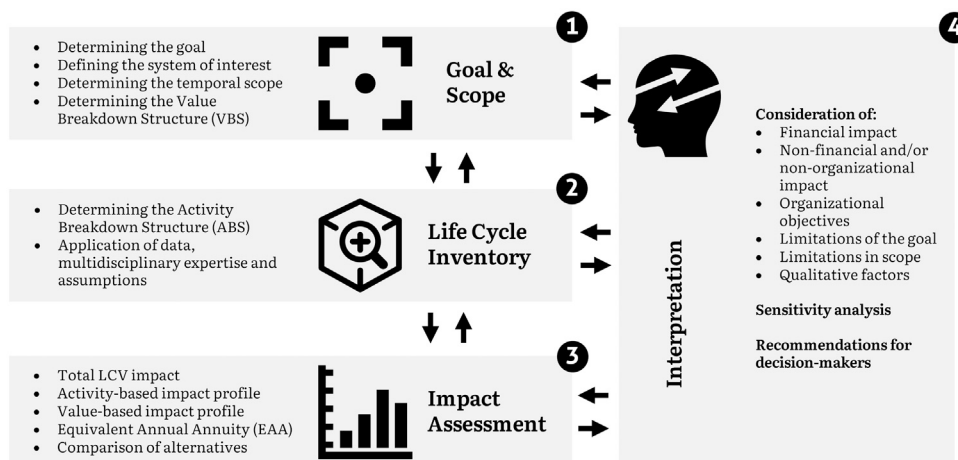 1
• Determining the goal
• Defining the system of interest
• Determining the temporal scope
• Determining the Value
Breakdown Structure (VBS)
Goal &
Scope
2
• Determining the Activity
Breakdown Structure (ABS)
• Application of data,
multidisciplinary expertise and
assumptions
Life Cycle
Inventory
3
• Total LCV impact
• Activity-based impact profile
• Value-based impact profile
• Equivalent Annual Annuity (EAA)
• Comparison of alternatives
Impact
Assessment
4
Interpretation
Consideration of:
• Financial impact
• Non-financial and/or
non-organizational
impact
• Organizational
objectives
• Limitations of the goal
• Limitations in scope
• Qualitative factors
Sensitivity analysis
Recommendations for
decision-makers